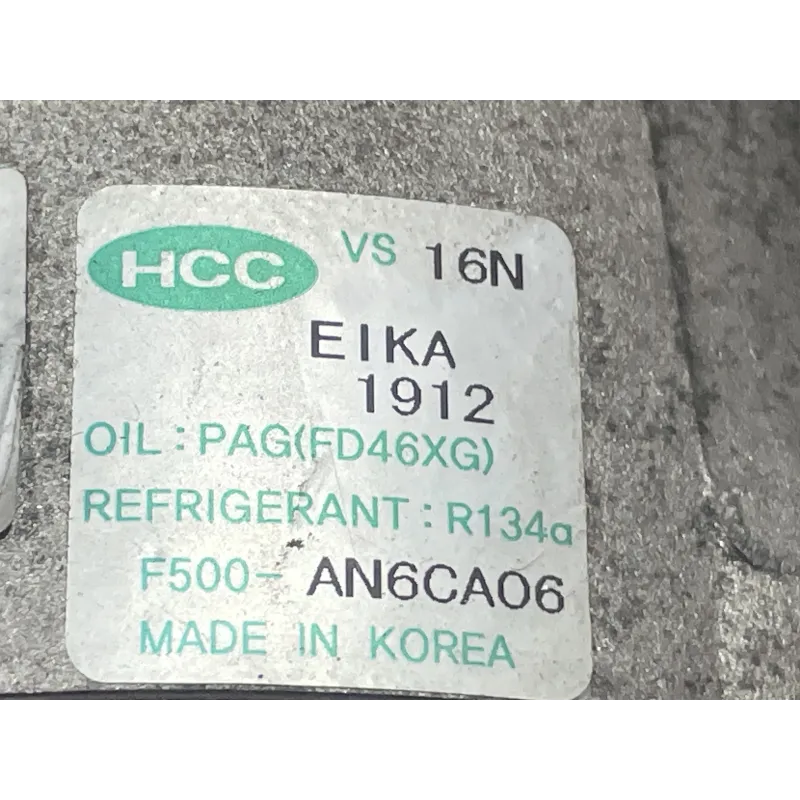 HCC VS 16N
EIKA
1912
OIL : PAG(FD46XG)
REFRIGERANT : R134a
F500- AN6CA06
MADE IN KOREA